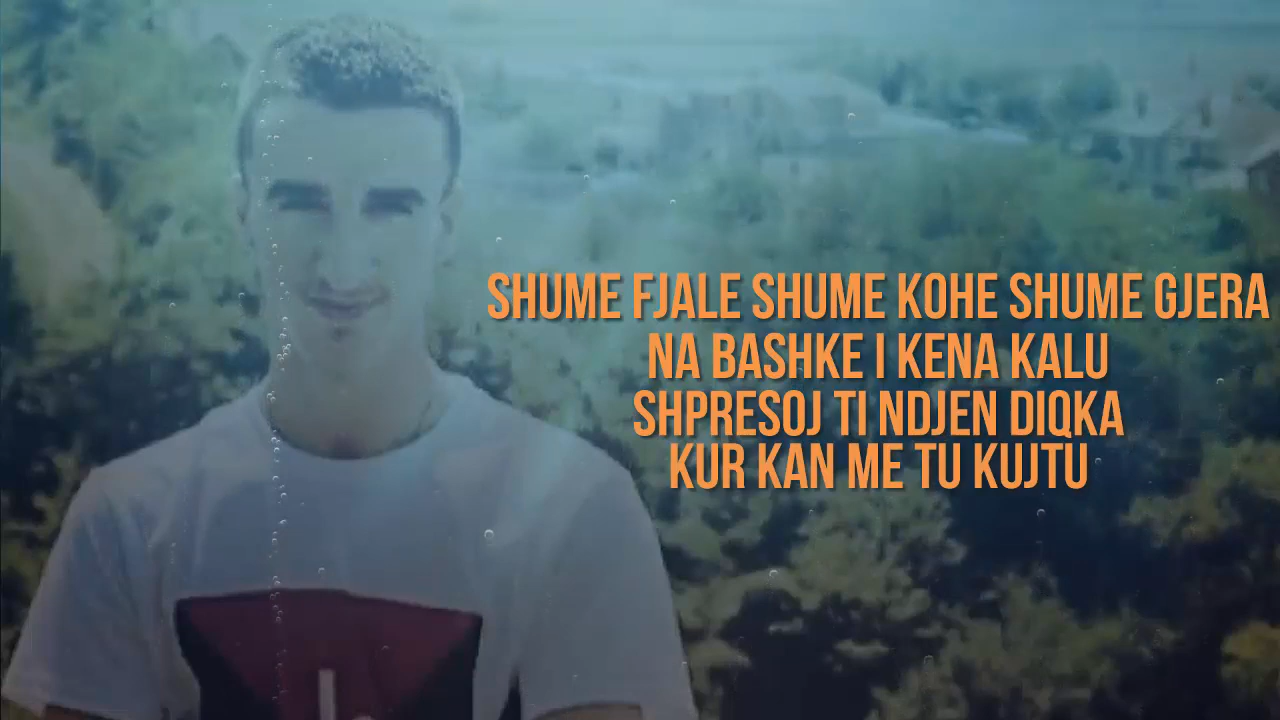 SHUME FJALE SHUME KOHE SHUME GJERA
NA BASHKE I KENA KALU
SHPRESOJ TI NDJEN DIQKA
KUR KAN ME TU KUJTU